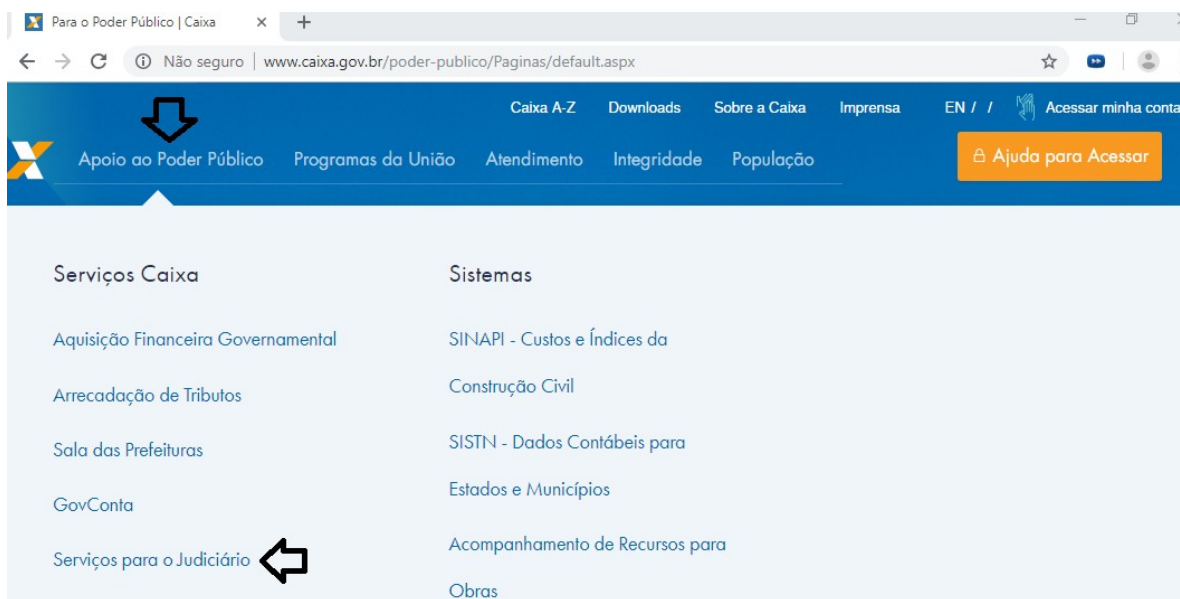 Para o Poder Público | Caixa
Não seguro | www.caixa.gov.br/poder-publico/Paginas/default.aspx
Caixa A-Z Downloads Sobre a Caixa Imprensa EN / / Acessar minha conta
Apoio ao Poder Público Programas da União Atendimento Integridade População Ajuda para Acessar
Serviços Caixa
Aquisição Financeira Governamental
Arrecadação de Tributos
Sala das Prefeituras
GovConta
Serviços para o Judiciário
Sistemas
SINAPI - Custos e Índices da
Construção Civil
SISTN - Dados Contábeis para
Estados e Municípios
Acompanhamento de Recursos para
Obras